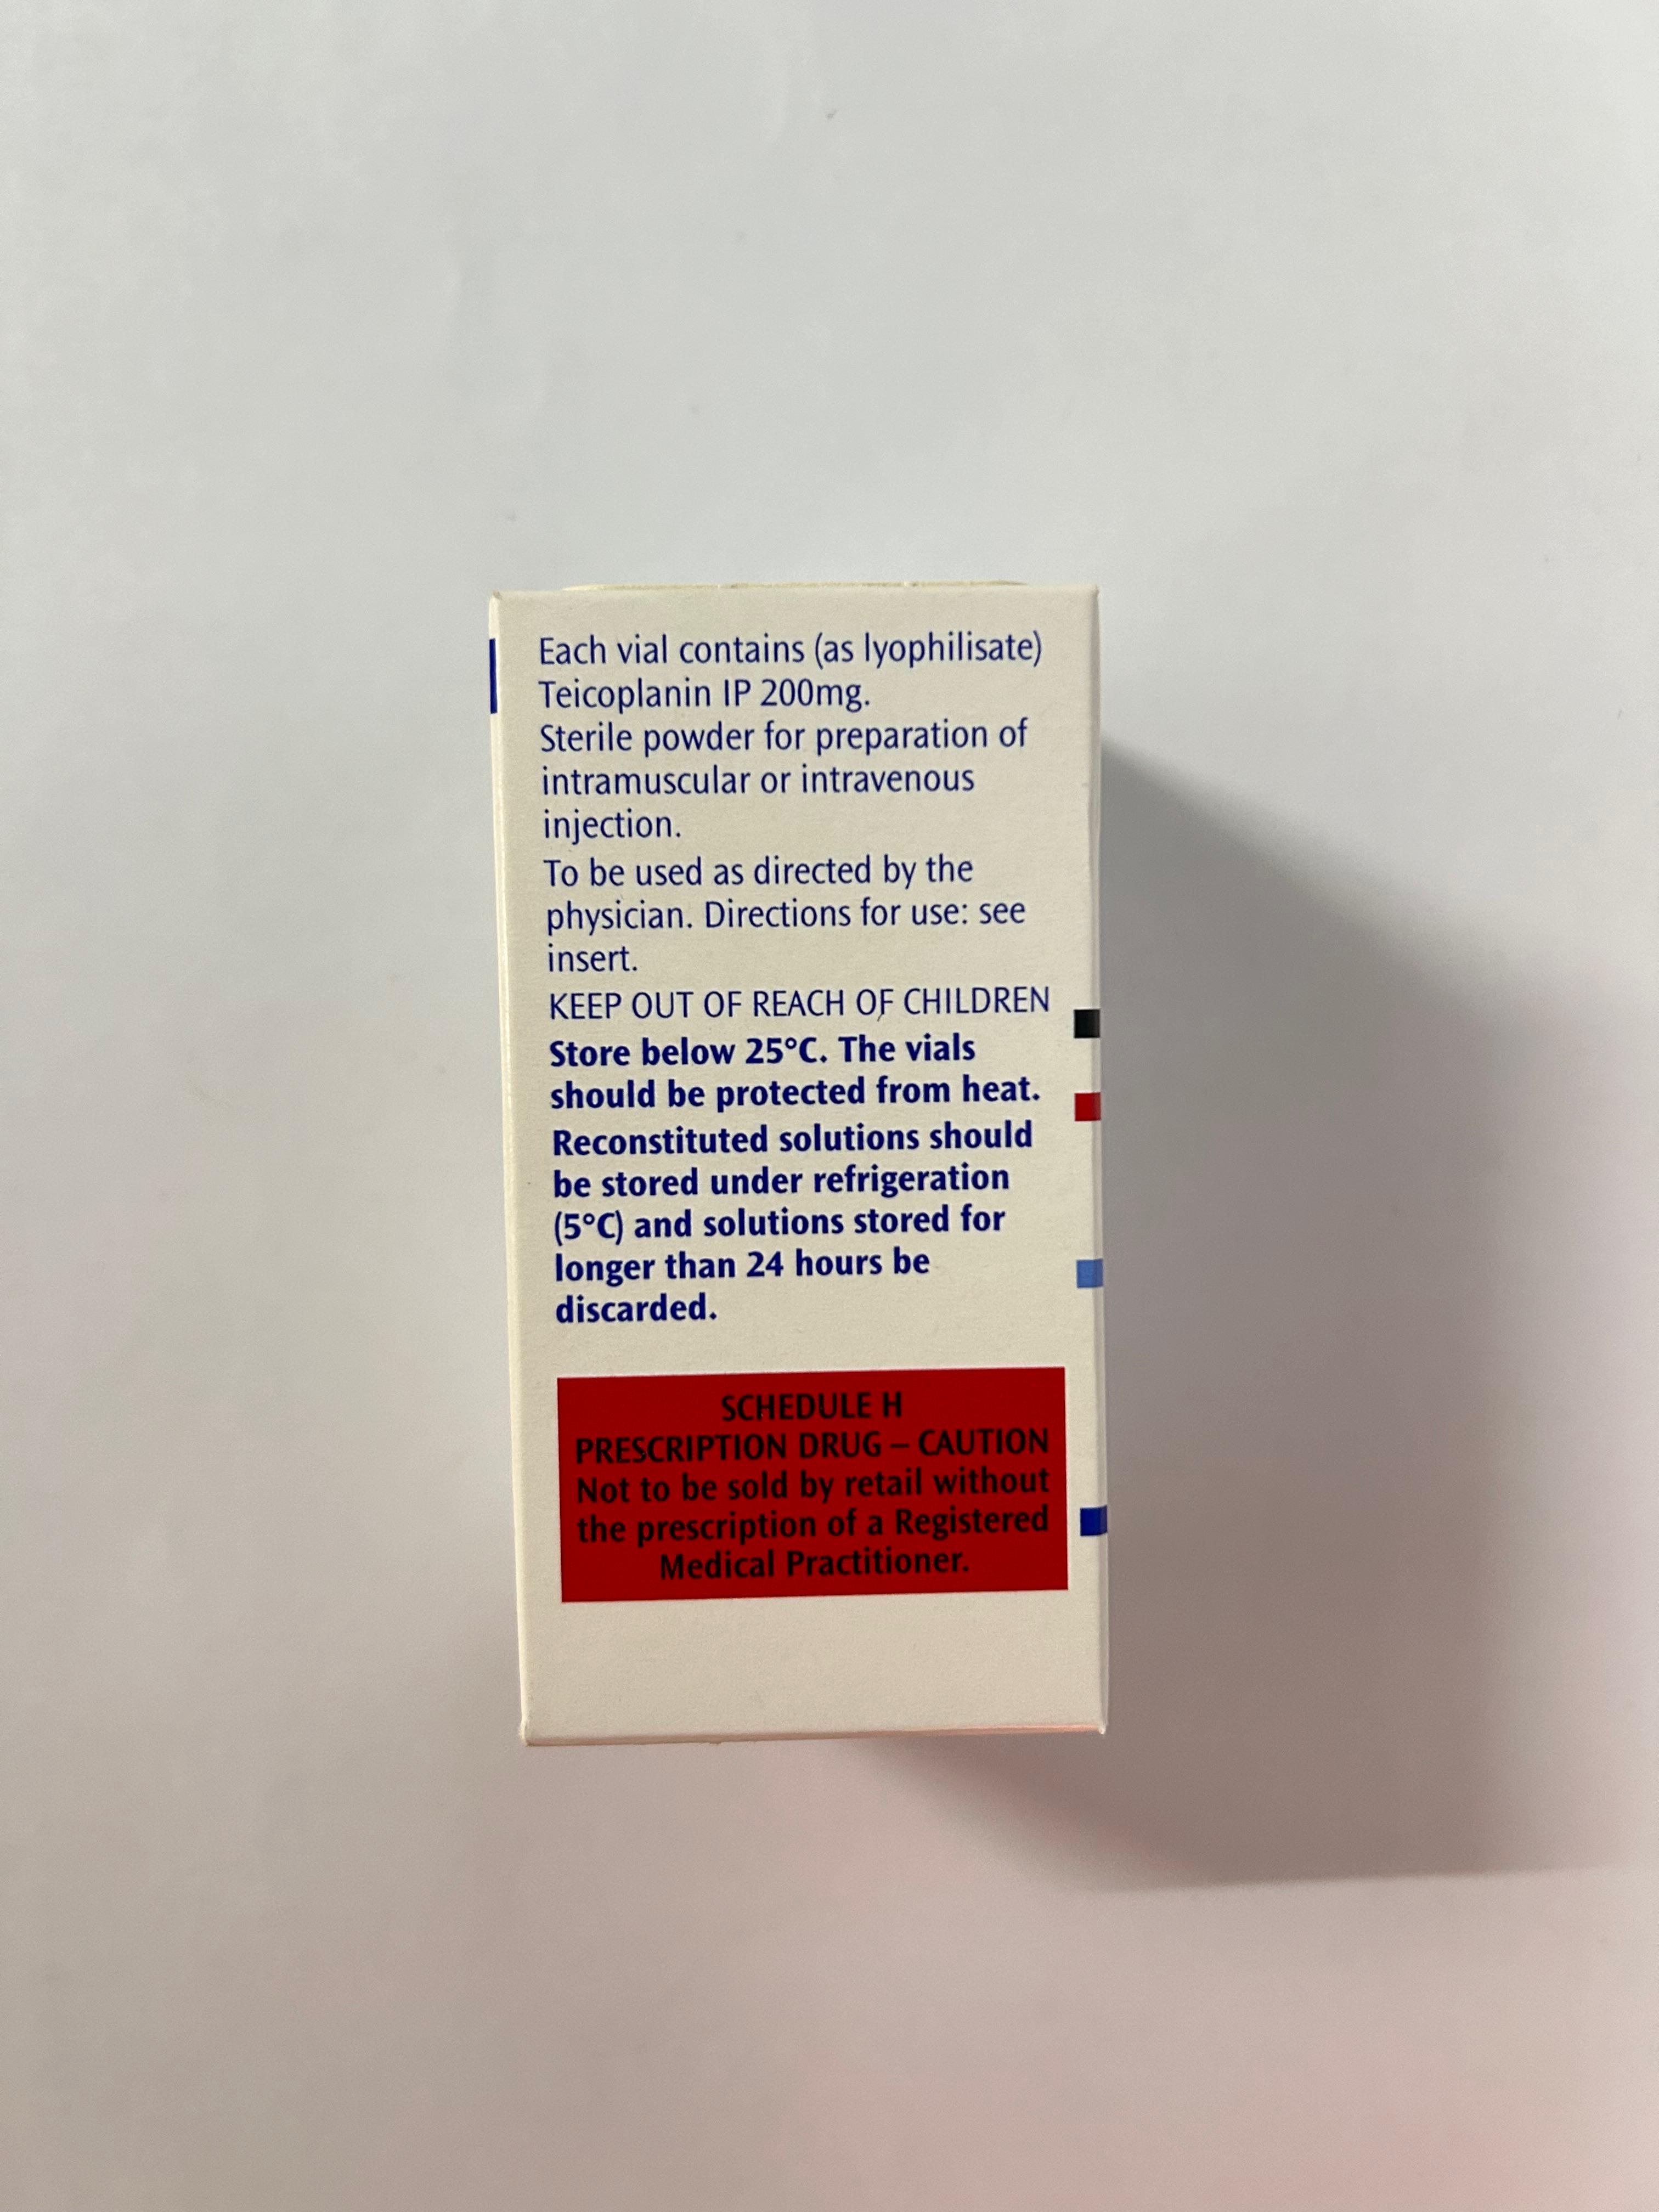 Each vial contains (as lyophilisate)
Teicoplanin IP 200mg.
Sterile powder for preparation of
intramuscular or intravenous
injection.
To be used as directed by the
physician. Directions for use: see
insert.
KEEP OUT OF REACH OF CHILDREN
Store below 25°C. The vials
should be protected from heat.
Reconstituted solutions should
be stored under refrigeration
(5°C) and solutions stored for
longer than 24 hours be
discarded.
SCHEDULE H
PRESCRIPTION DRUG – CAUTION
Not to be sold by retail without
the prescription of a Registered
Medical Practitioner.